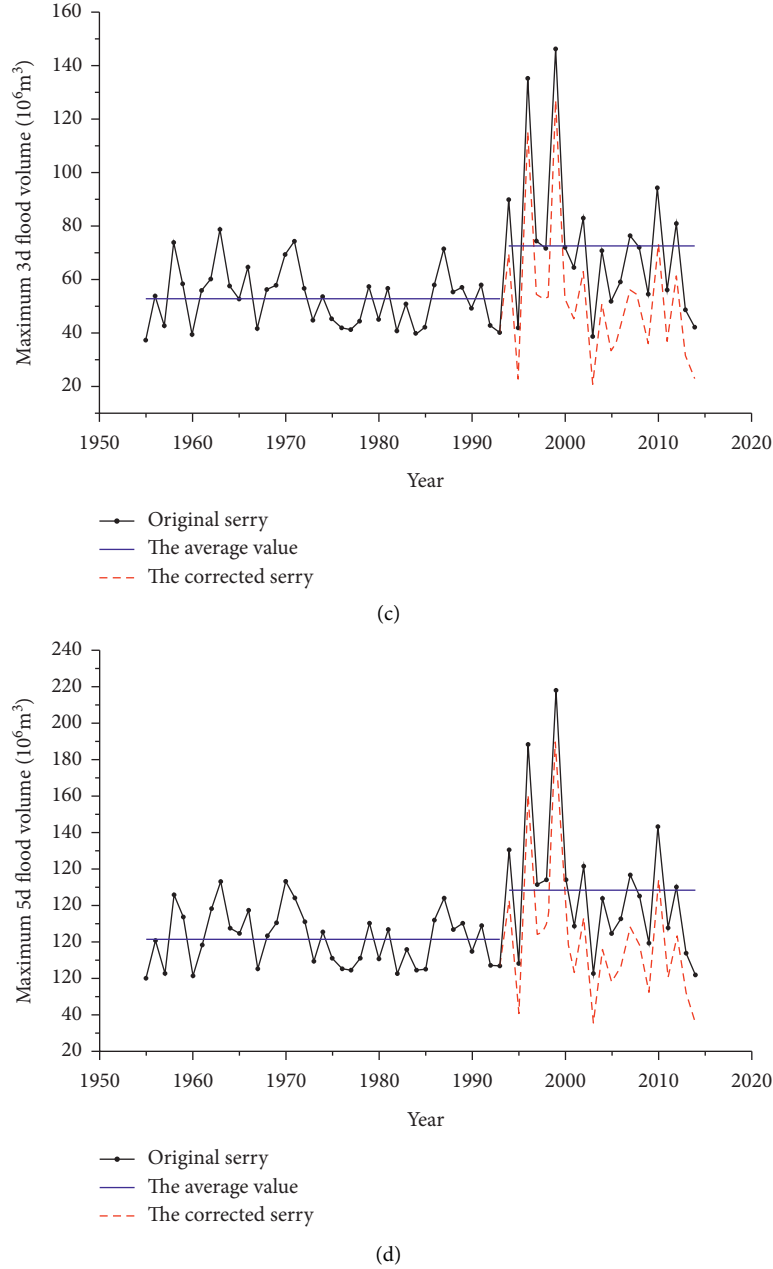 160
140
120
100
80
60
40
20
Maximum 3d flood volume (10⁶m³)
1950 1960 1970 1980 1990 2000 2010 2020
Year
Original serry
The average value
The corrected serry
(c)
240
220
200
180
160
140
120
120
120
120
40
20
Maximum 5d flood volume (10⁶m³)
1950 1960 1970 1980 1990 2000 2010 2020
Year
Original serry
The average value
The corrected serry
(d)